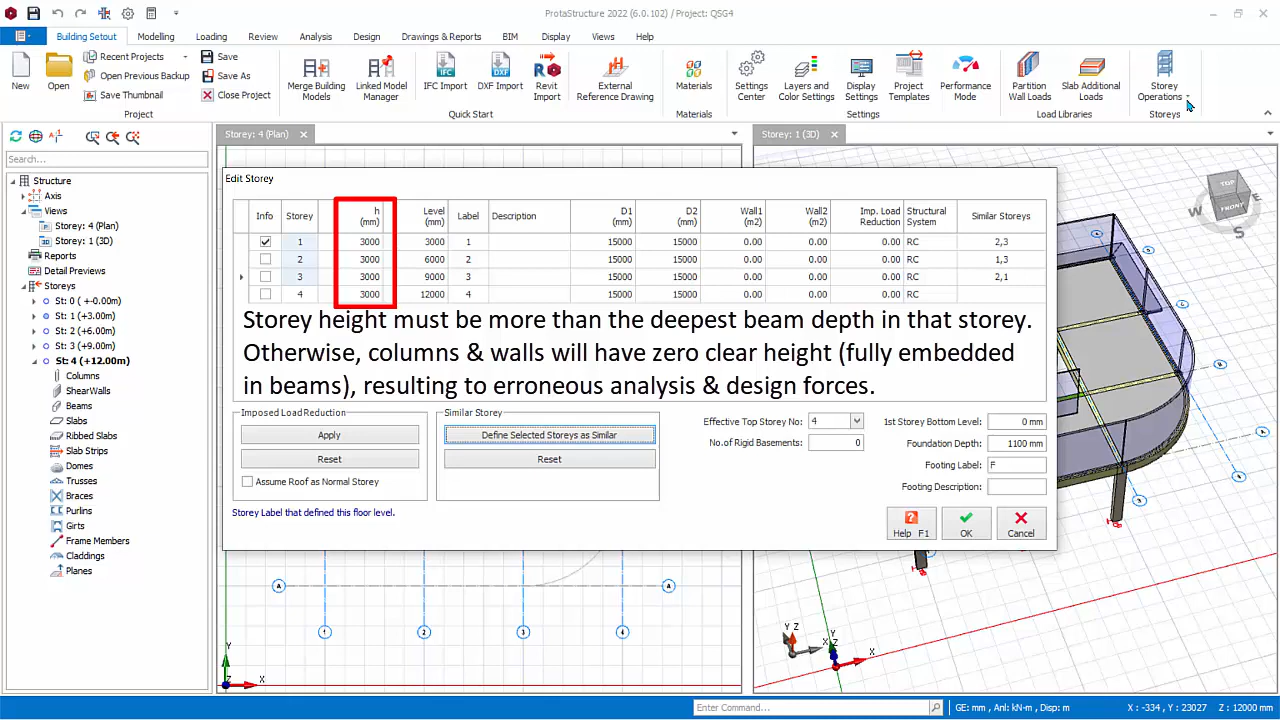 ProtaStructure 2022 (6.0.102) / Project: QSG4
Building Setout Modelling Loading Review Analysis Design Drawings & Reports BIM Display Views Help
New
Open
Recent Projects
Open Previous Backup
Save Thumbnail
Save
Save As
Close Project
Project
Merge Building Models
Linked Model Manager
IFC Import
DXF Import
Revit Import
External Reference Drawing
Quick Start
Materials
Materials
Settings Center
Layers and Color Settings
Display Settings
Project Templates
Performance Mode
Settings
Partition Wall Loads
Slab Additional Loads
Load Libraries
Storey Operations
Storeys
Search...
Structure
Axis
Views
Storey: 4 (Plan)
Storey: 1 (3D)
Reports
Detail Previews
Storeys
St: 0 ( +-0.00m)
St: 1 (+3.00m)
St: 2 (+6.00m)
St: 3 (+9.00m)
St: 4 (+12.00m)
Columns
ShearWalls
Beams
Slabs
Ribbed Slabs
Slab Strips
Domes
Trusses
Braces
Purlins
Girts
Frame Members
Claddings
Planes
Storey: 4 (Plan)
Storey: 1 (3D)
Edit Storey
Info Storey h (mm) Level (mm) Label Description D1 (mm) D2 (mm) Wall1 (m2) Wall2 (m2) Imp. Load Reduction Structural System Similar Storeys
1 3000 3000 1 15000 15000 0.00 0.00 0.00 RC 2,3
2 3000 6000 2 15000 15000 0.00 0.00 0.00 RC 1,3
3 3000 9000 3 15000 15000 0.00 0.00 0.00 RC 2,1
4 3000 12000 4 15000 15000 0.00 0.00 0.00 RC
Storey height must be more than the deepest beam depth in that storey.
Otherwise, columns & walls will have zero clear height (fully embedded
in beams), resulting to erroneous analysis & design forces.
Imposed Load Reduction
Apply
Reset
Assume Roof as Normal Storey
Similar Storey
Define Selected Storeys as Similar
Reset
Effective Top Storey No: 4
No.of Rigid Basements: 0
1st Storey Bottom Level: 0 mm
Foundation Depth: 1100 mm
Footing Label: F
Footing Description:
Storey Label that defined this floor level.
Help F1
OK
Cancel
A A
1 2 3 4
Y
Z X
TOP
FRONT
W E
S
Y Z
X
Y
Z
X
Enter Command...
GE: mm , Anl: kN-m , Disp: m
X : -334 , Y : 23027 Z : 12000 mm